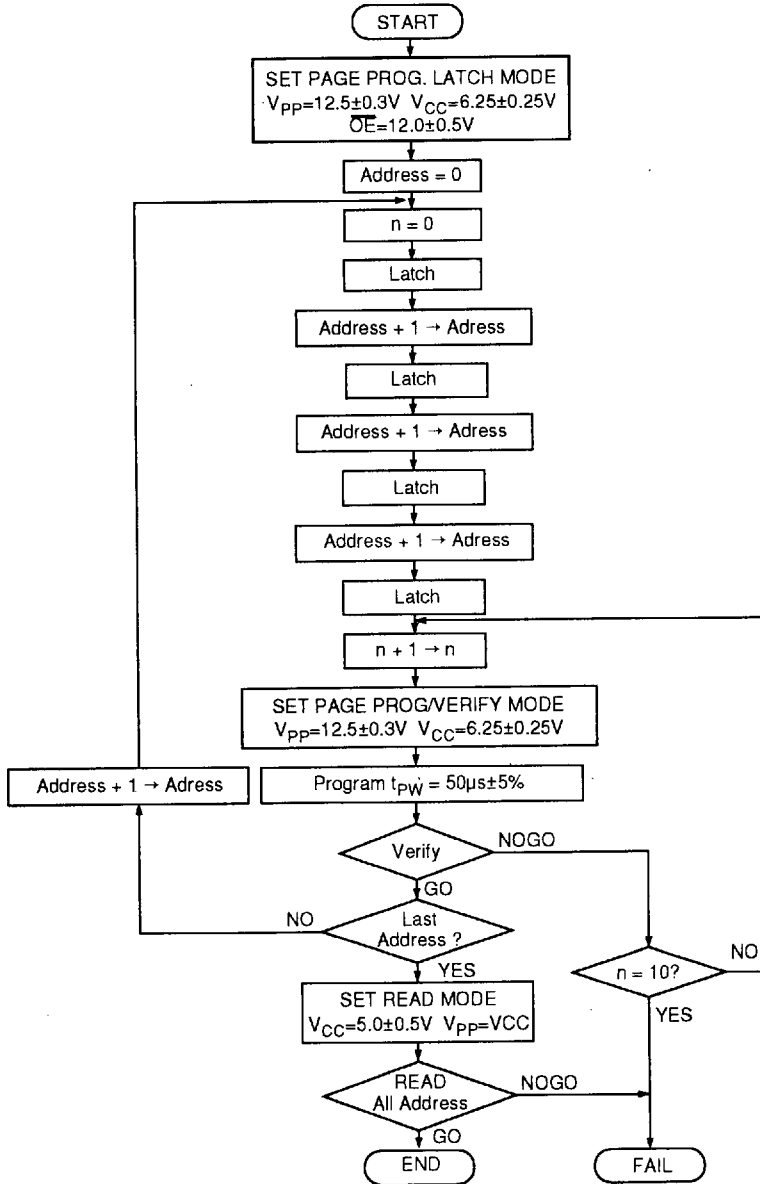 START
SET PAGE PROG. LATCH MODE
VPP=12.5±0.3V VCC=6.25±0.25V
OE=12.0±0.5V
Address = 0
n = 0
Latch
Address + 1 → Adress
Latch
Address + 1 → Adress
Latch
Address + 1 → Adress
Latch
n + 1 → n
SET PAGE PROG/VERIFY MODE
VPP=12.5±0.3V VCC=6.25±0.25V
Address + 1 → Adress
Program tPW = 50µs±5%
Verify
NOGO
GO
NO
Last
Address ?
YES
n = 10?
NO
YES
SET READ MODE
VCC=5.0±0.5V VPP=VCC
READ
All Address
NOGO
GO
END
FAIL